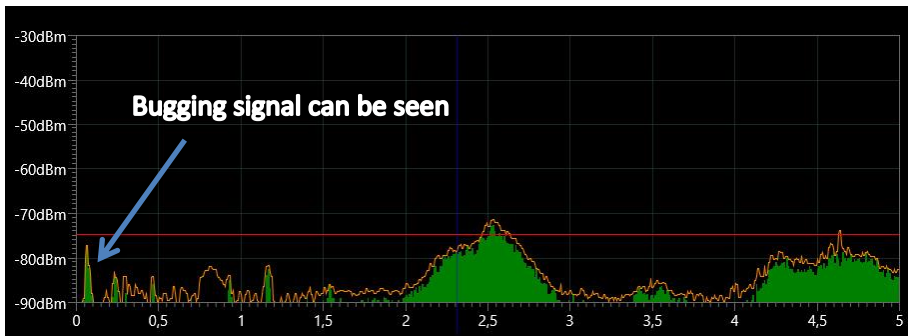 -30dBm
-40dBm
Bugging signal can be seen
-50dBm
-60dBm
-70dBm
-80dBm
-90dBm
0 0,5 1 1,5 2 2,5 3 3,5 4 4,5 5